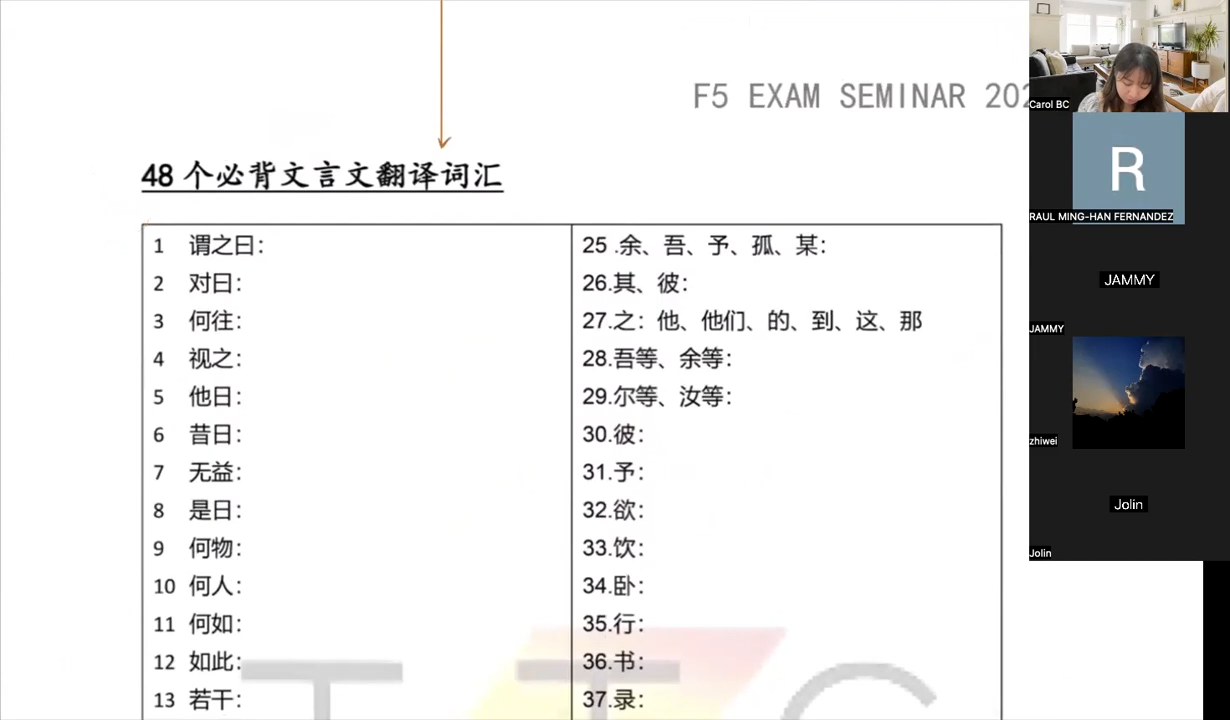 F5 EXAM SEMINAR 202
48 个必背文言文翻译词汇
1 谓之曰：
2 对曰：
3 何往：
4 视之：
5 他日：
6 昔日：
7 无益：
8 是日：
9 何物：
10 何人：
11 何如：
12 如此：
13 若干：
25 .余、吾、予、孤、某：
26.其、彼：
27.之：他、他们、的、到、这、那
28.吾等、余等：
29.尔等、汝等：
30.彼：
31.予：
32.欲：
33.饮：
34.卧：
35.行：
36.书：
37.录：
Carol BC
R
RAUL MING-HAN FERNANDEZ
JAMMY
JAMMY
zhiwei
Jolin
Jolin